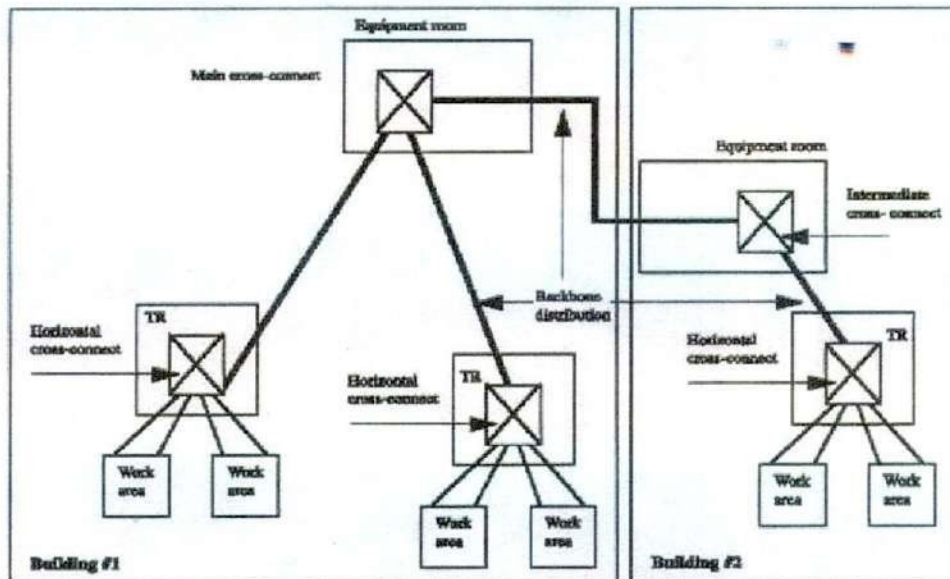 Equipment room
Main cross-connect
Equipment room
Intermediate
cross- connect
Backbone
distribution
TR
Horizontal
cross-connect
TR
Horizontal
cross-connect
TR
Horizontal
cross-connect
Work
area
Work
area
Work
area
Work
area
Work
area
Work
area
Building #1
Building #2